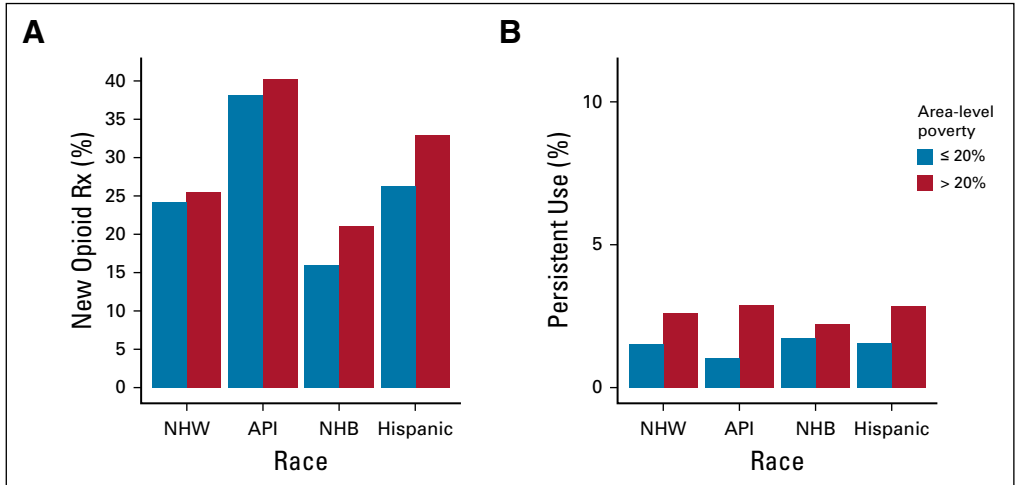 A
New Opioid Rx (%)
40
35
30
25
20
15
10
5
0
NHW API NHB Hispanic
Race
B
Persistent Use (%)
10
5
0
NHW API NHB Hispanic
Race
Area-level
poverty
≤ 20%
> 20%